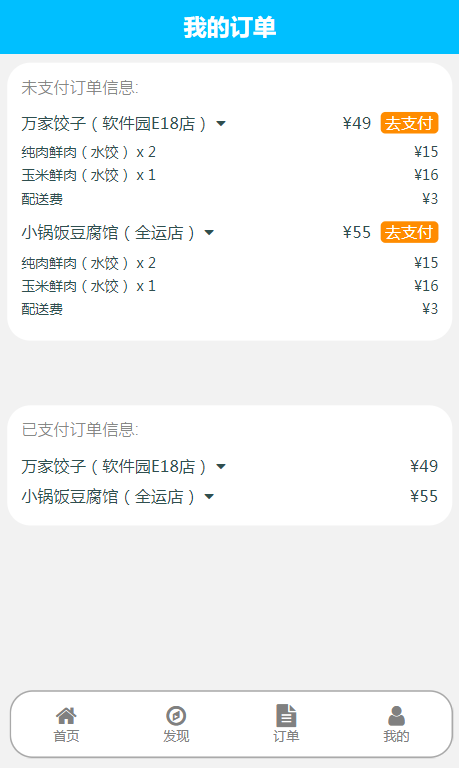 我的订单
未支付订单信息:
万家饺子（软件园E18店） ¥49 去支付
纯肉鲜肉（水饺） x 2 ¥15
玉米鲜肉（水饺） x 1 ¥16
配送费 ¥3
小锅饭豆腐馆（全运店） ¥55 去支付
纯肉鲜肉（水饺） x 2 ¥15
玉米鲜肉（水饺） x 1 ¥16
配送费 ¥3
已支付订单信息:
万家饺子（软件园E18店） ¥49
小锅饭豆腐馆（全运店） ¥55
首页 发现 订单 我的